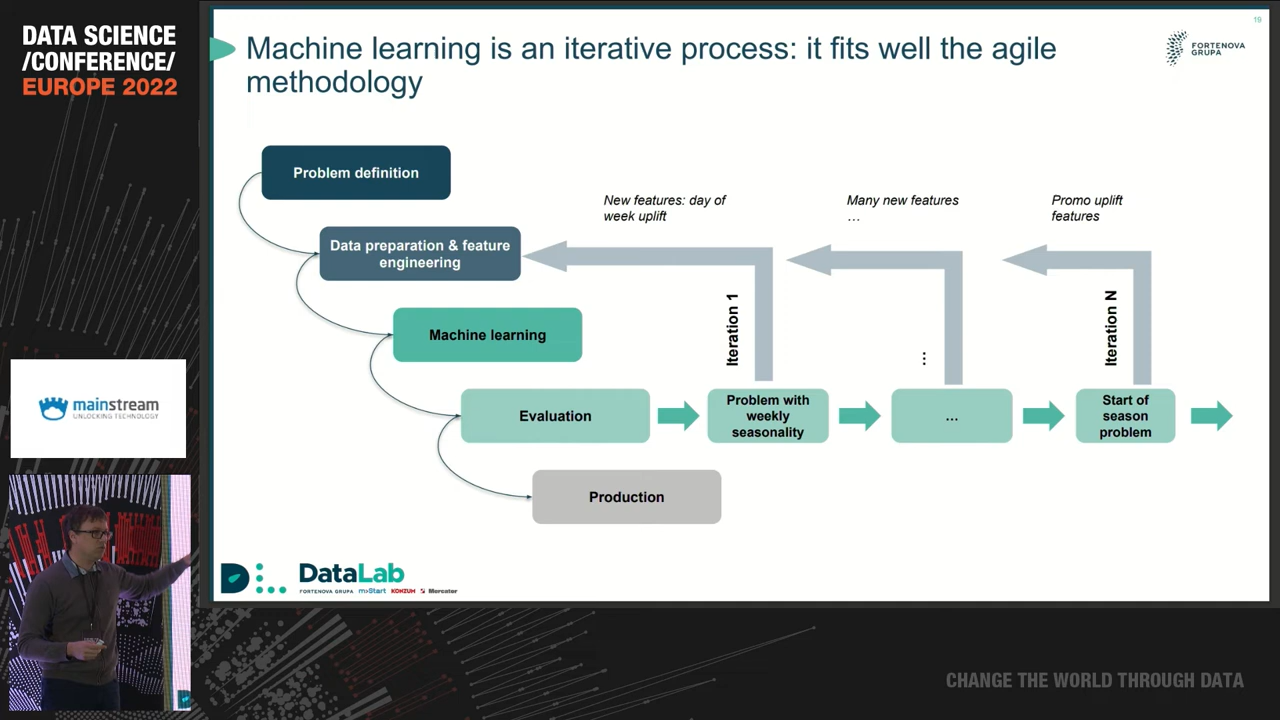 DATA SCIENCE
/CONFERENCE/
EUROPE 2022
19
Machine learning is an iterative process: it fits well the agile
methodology
FORTENOVA
GRUPA
Problem definition
New features: day of
week uplift
Many new features
…
Promo uplift
features
Data preparation & feature
engineering
Iteration 1
...
Iteration N
Machine learning
Evaluation
Problem with
weekly
seasonality
...
Start of
season
problem
Production
mainstream
UNLOCKING TECHNOLOGY
DataLab
FORTENOVA GRUPA m>Start KONZUM Mercator
CHANGE THE WORLD THROUGH DATA